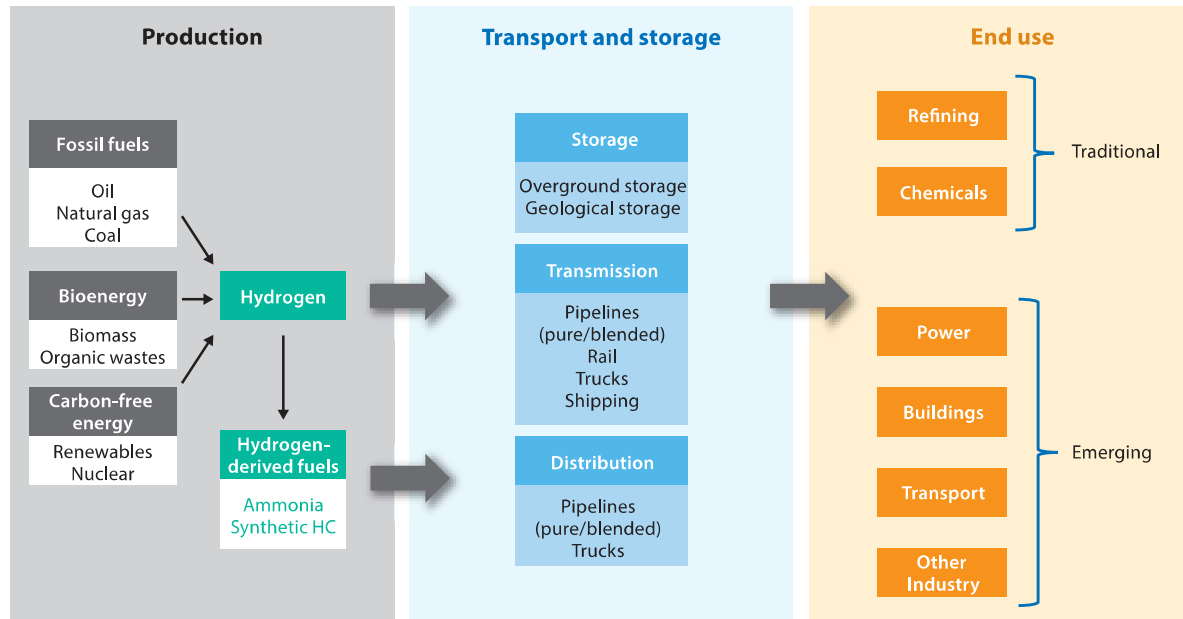 Production
Fossil fuels
Oil
Natural gas
Coal
Bioenergy
Biomass
Organic wastes
Carbon-free
energy
Renewables
Nuclear
Hydrogen
Hydrogen-
derived fuels
Ammonia
Synthetic HC
Transport and storage
Storage
Overground storage
Geological storage
Transmission
Pipelines
(pure/blended)
Rail
Trucks
Shipping
Distribution
Pipelines
(pure/blended)
Trucks
End use
Refining
Chemicals
Traditional
Power
Buildings
Transport
Other
Industry
Emerging